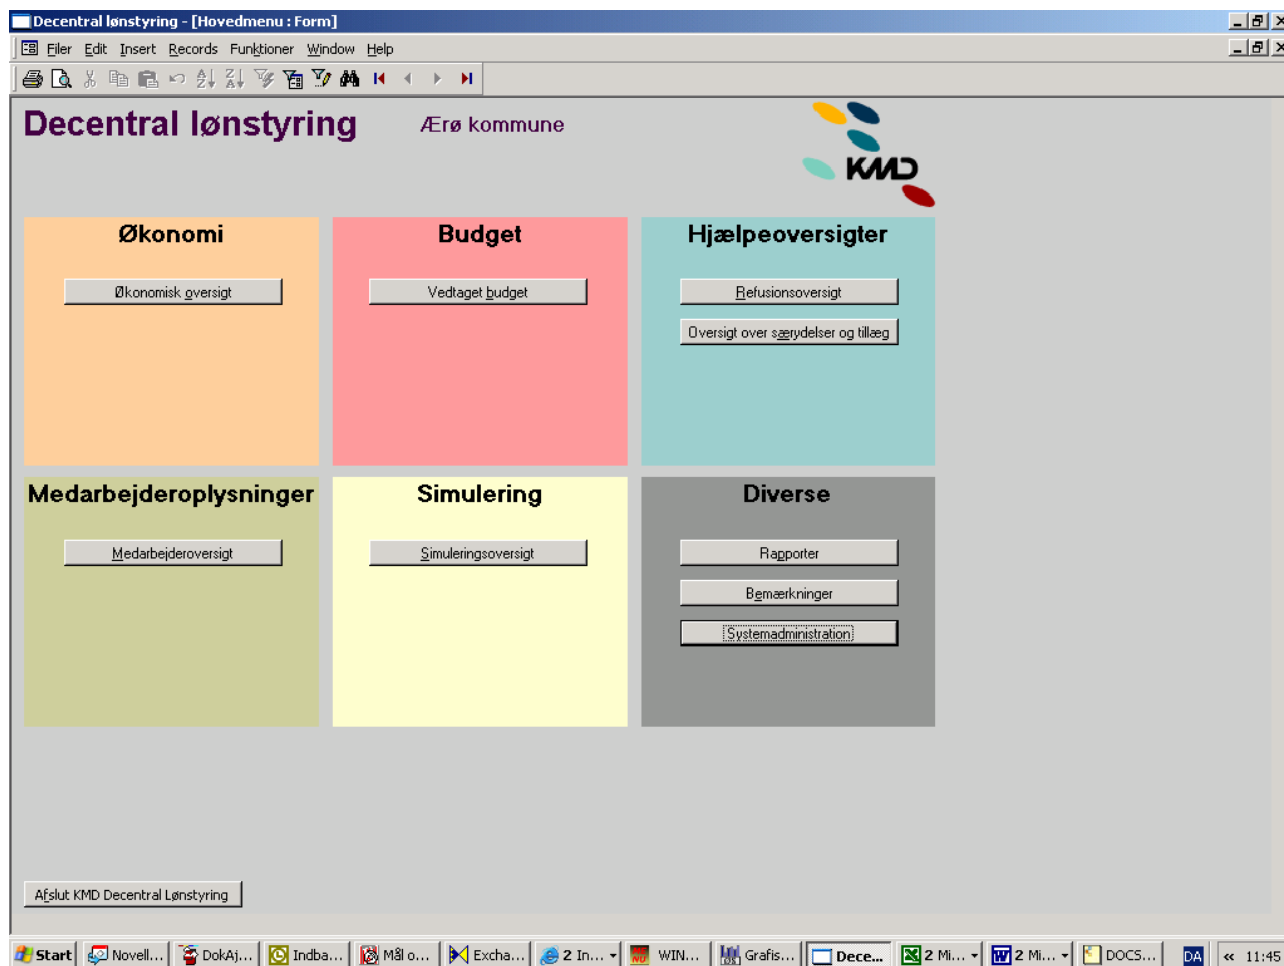 Decentral lønstyring - [Hovedmenu : Form]
Filer Edit Insert Records Funktioner Window Help
Decentral lønstyring
Ærø kommune
KMD
Økonomi
Økonomisk oversigt
Budget
Vedtaget budget
Hjælpeoversigter
Refusionsoversigt
Oversigt over særydelser og tillæg
Medarbejderoplysninger
Medarbejderoversigt
Simulering
Simuleringsoversigt
Diverse
Rapporter
Bemærkninger
Systemadministration
Afslut KMD Decentral Lønstyring
Start Novell... DokAj... Indba... Mål o... Excha... 2 In... WIN... Grafis... Dece... 2 Mi... 2 Mi... DOCS... DA « 11:45